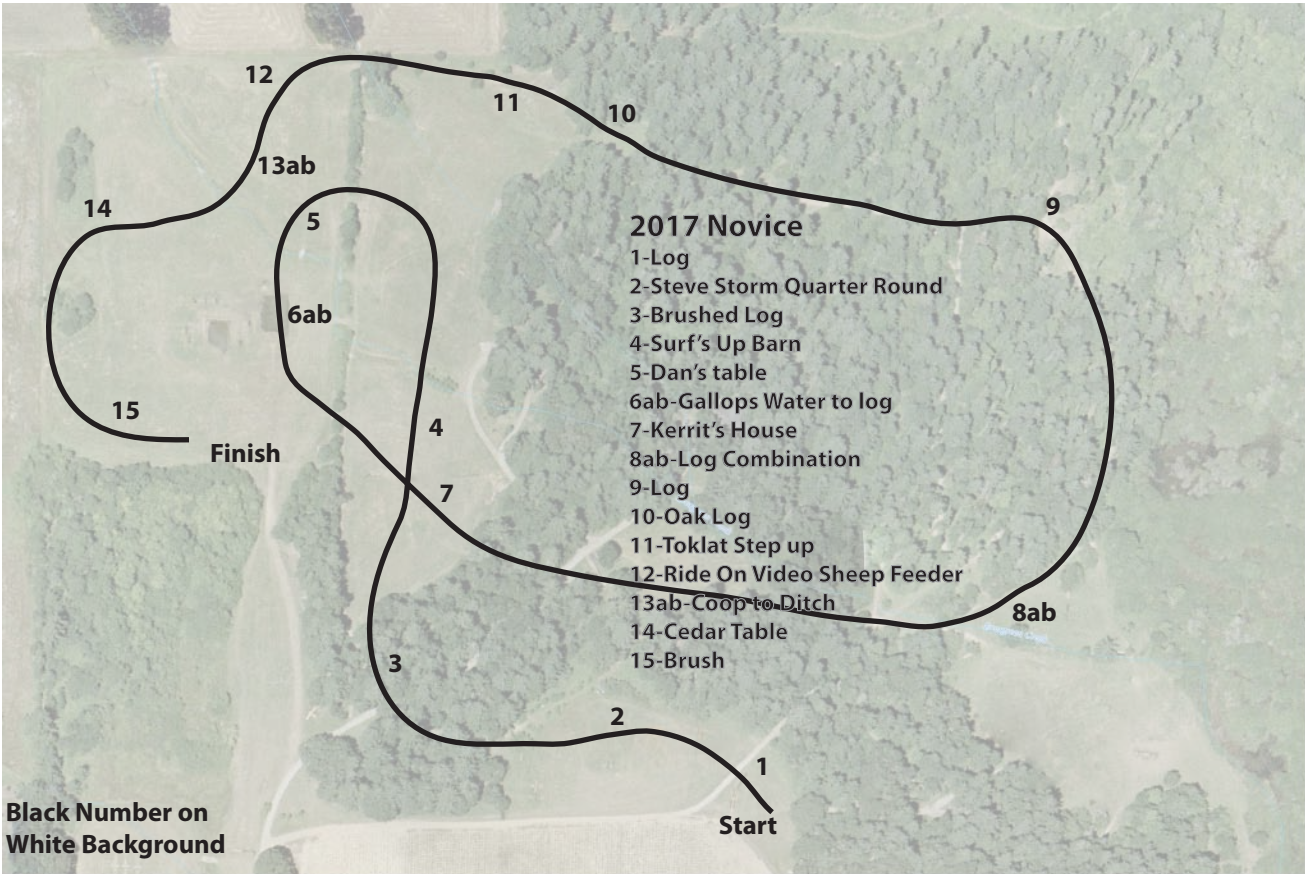 12
11
10
13ab
14
9
5
2017 Novice
1-Log
2-Steve Storm Quarter Round
3-Brushed Log
4-Surf's Up Barn
5-Dan's table
6ab-Gallops Water to log
7-Kerrit's House
8ab-Log Combination
9-Log
10-Oak Log
11-Toklat Step up
12-Ride On Video Sheep Feeder
13ab-Coop to Ditch
14-Cedar Table
15-Brush
6ab
15
4
Finish
7
8ab
3
2
1
Start
Black Number on
White Background